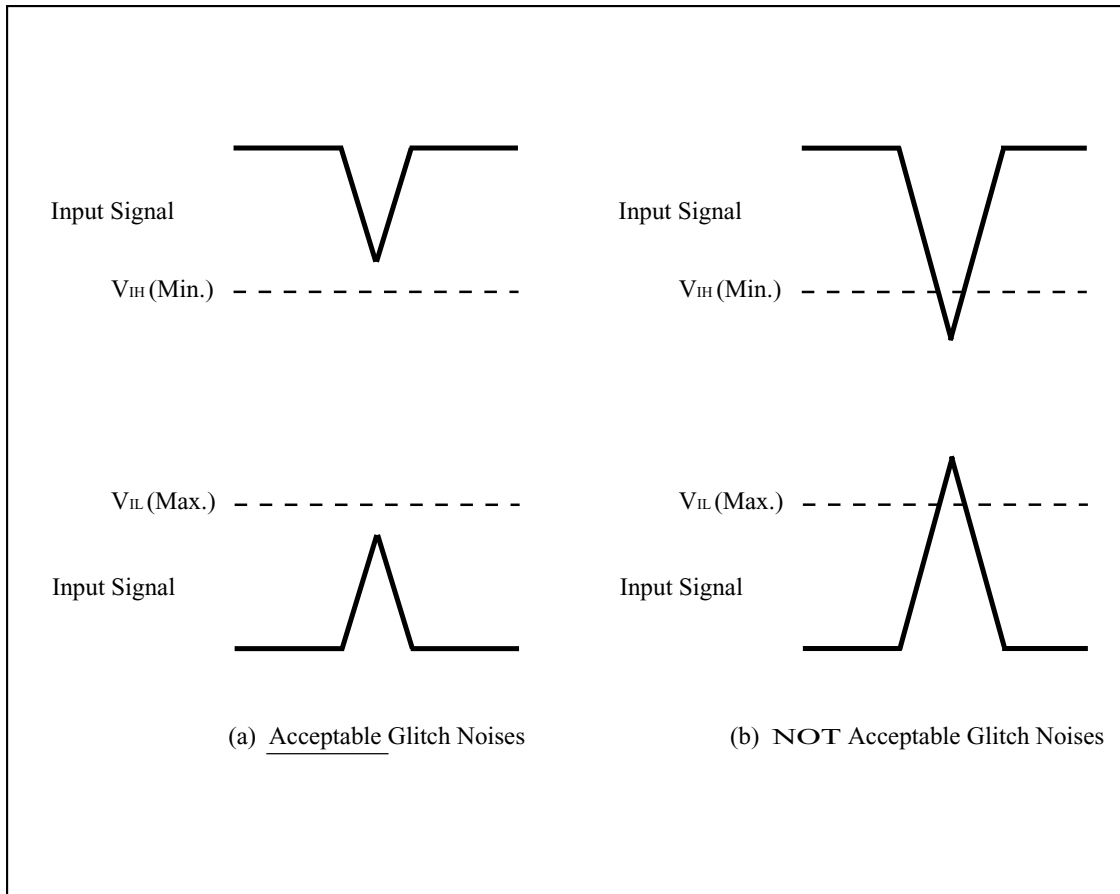 Input Signal
VIH (Min.)
VIL (Max.)
Input Signal
(a) Acceptable Glitch Noises
Input Signal
VIH (Min.)
VIL (Max.)
Input Signal
(b) NOT Acceptable Glitch Noises